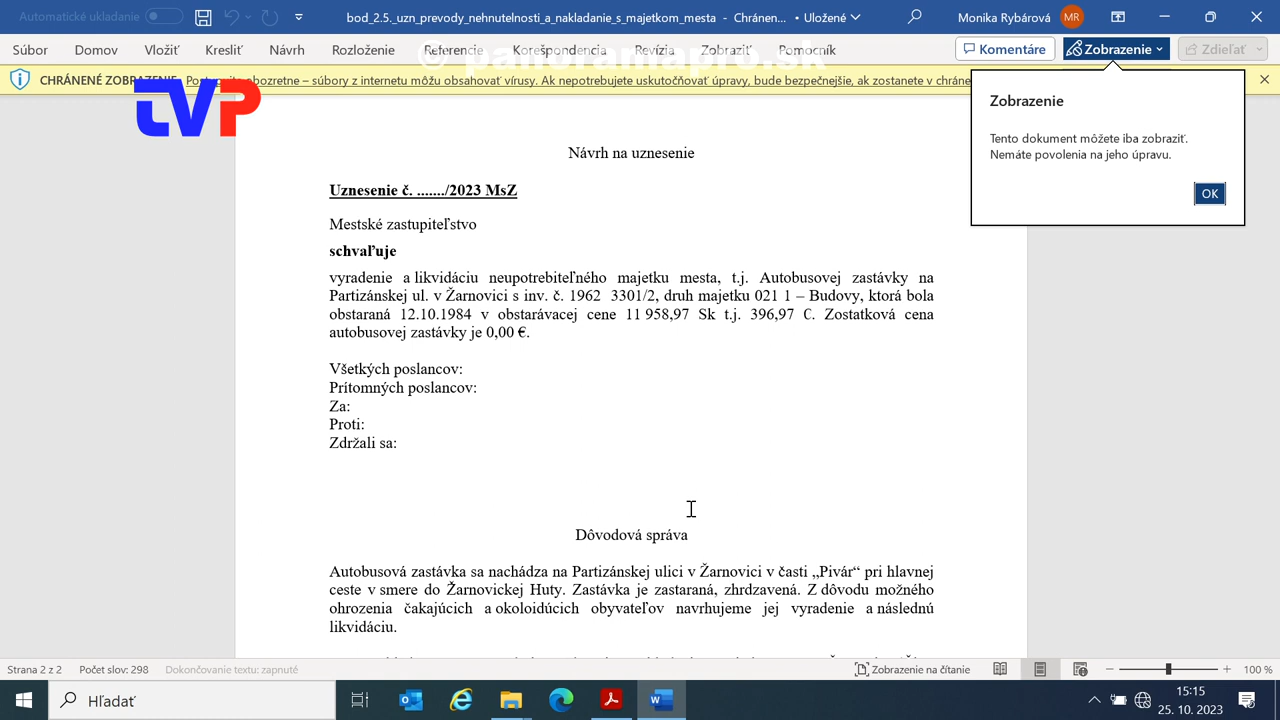 Automatické ukladanie
bod_2.5._uzn_prevody_nehnutelnosti_a_nakladanie_s_majetkom_mesta - Chránen... • Uložené
Monika Rybárová MR
Súbor Domov Vložiť Kresliť Návrh Rozloženie Referencie Korešpondencia Revízia Zobraziť Pomocník
Komentáre Zobrazenie Zdieľať
CHRÁNENÉ ZOBRAZENIE Postupujte obozretne – súbory z internetu môžu obsahovať vírusy. Ak nepotrebujete uskutočňovať úpravy, bude bezpečnejšie, ak zostanete v chráne
TVP
Zobrazenie
Tento dokument môžete iba zobraziť.
Nemáte povolenia na jeho úpravu.
OK
Návrh na uznesenie
Uznesenie č. ......./2023 MsZ
Mestské zastupiteľstvo
schvaľuje
vyradenie a likvidáciu neupotrebiteľného majetku mesta, t.j. Autobusovej zastávky na
Partizánskej ul. v Žarnovici s inv. č. 1962 3301/2, druh majetku 021 1 – Budovy, ktorá bola
obstaraná 12.10.1984 v obstarávacej cene 11 958,97 Sk t.j. 396,97 €. Zostatková cena
autobusovej zastávky je 0,00 €.
Všetkých poslancov:
Prítomných poslancov:
Za:
Proti:
Zdržali sa:
Dôvodová správa
Autobusová zastávka sa nachádza na Partizánskej ulici v Žarnovici v časti „Pivár“ pri hlavnej
ceste v smere do Žarnovickej Huty. Zastávka je zastaraná, zhrdzavená. Z dôvodu možného
ohrozenia čakajúcich a okoloidúcich obyvateľov navrhujeme jej vyradenie a následnú
likvidáciu.
Strana 2 z 2 Počet slov: 298 Dokončovanie textu: zapnuté
Zobrazenie na čítanie 100 %
Hľadať
15:15
25. 10. 2023